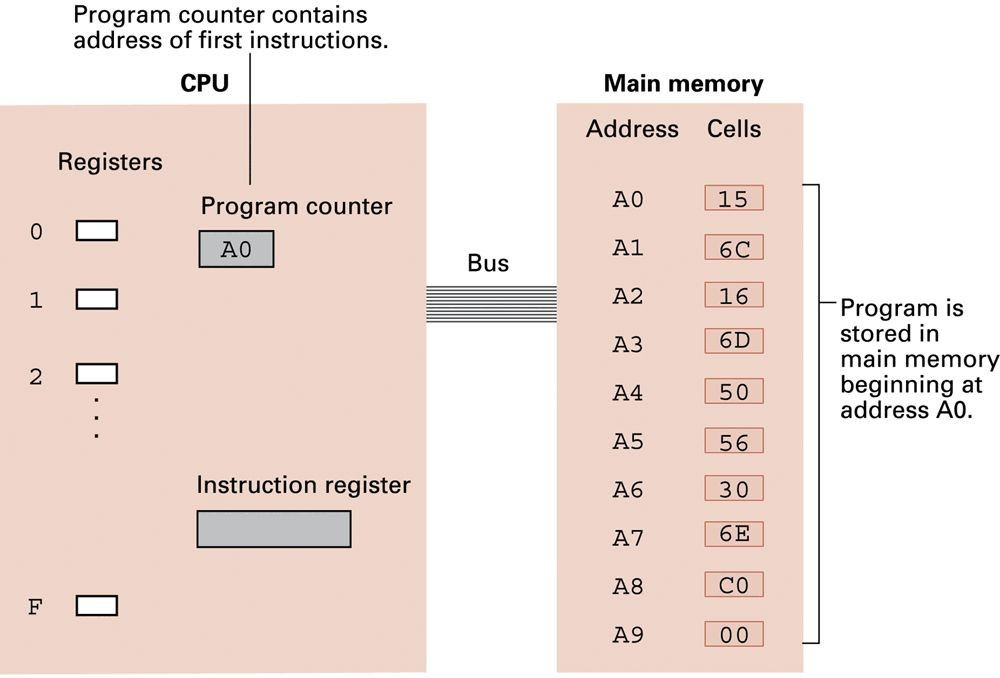 Program counter contains
address of first instructions.
CPU
Main memory
Address Cells
Registers
Program counter
A0
0
1
2
Instruction register
F
Bus
A0 15
A1 6C
A2 16
A3 6D
A4 50
A5 56
A6 30
A7 6E
A8 C0
A9 00
Program is
stored in
main memory
beginning at
address A0.